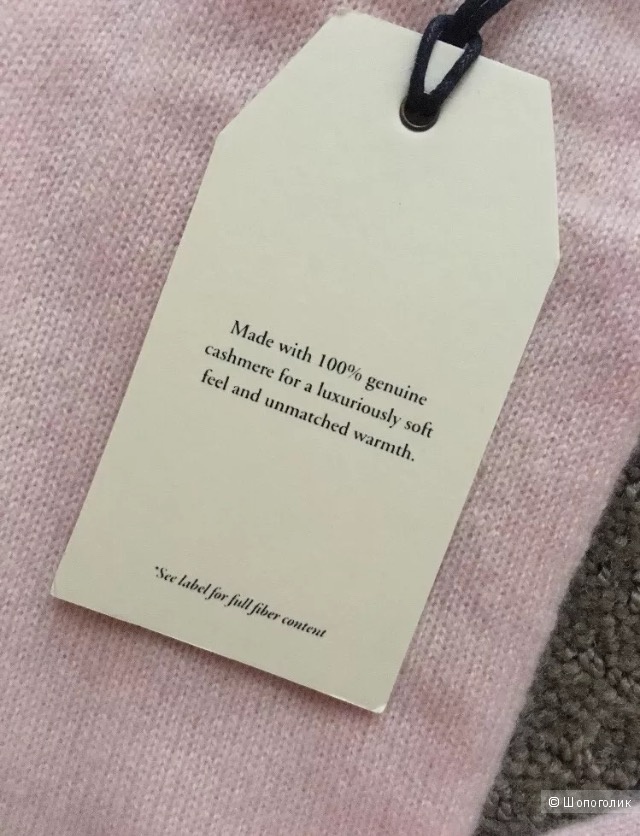 Made with 100% genuine
cashmere for a luxuriously soft
feel and unmatched warmth.
*See label for full fiber content
© Шопоголик